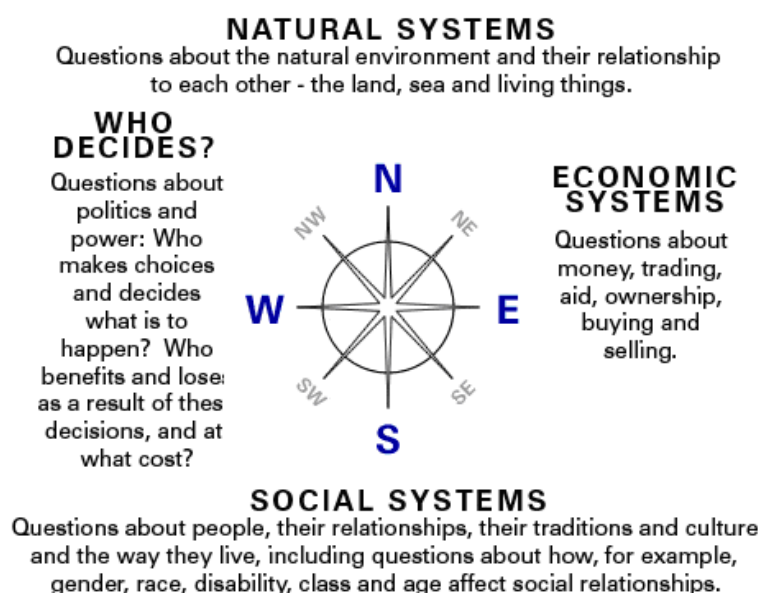 NATURAL SYSTEMS
Questions about the natural environment and their relationship
to each other - the land, sea and living things.
WHO
DECIDES?
Questions about
politics and
power: Who
makes choices
and decides
what is to
happen? Who
benefits and lose
as a result of thes
decisions, and at
what cost?
N
NW
NE
W
E
SW
SE
S
ECONOMIC
SYSTEMS
Questions about
money, trading,
aid, ownership,
buying and
selling.
SOCIAL SYSTEMS
Questions about people, their relationships, their traditions and culture
and the way they live, including questions about how, for example,
gender, race, disability, class and age affect social relationships.